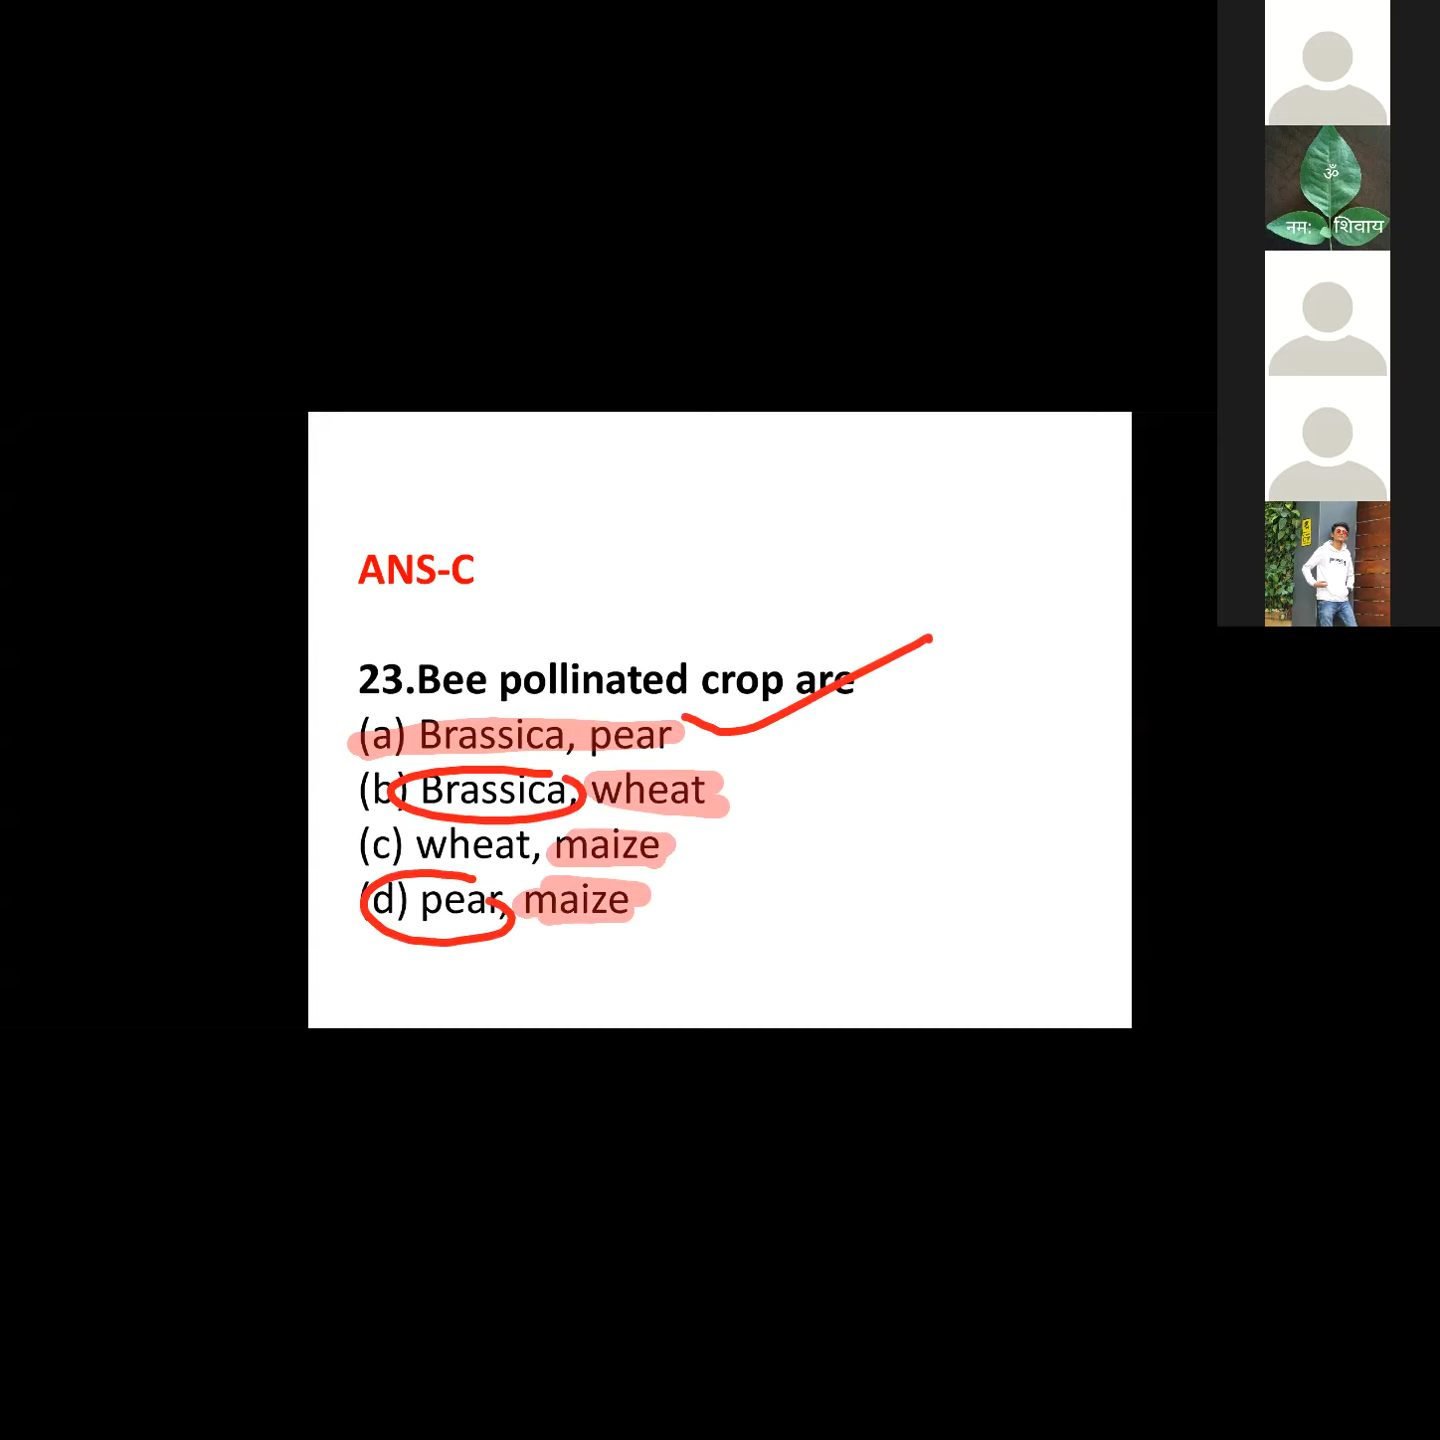 ॐ
नम: शिवाय
ANS-C
23.Bee pollinated crop are
(a) Brassica, pear
(b) Brassica, wheat
(c) wheat, maize
(d) pear, maize